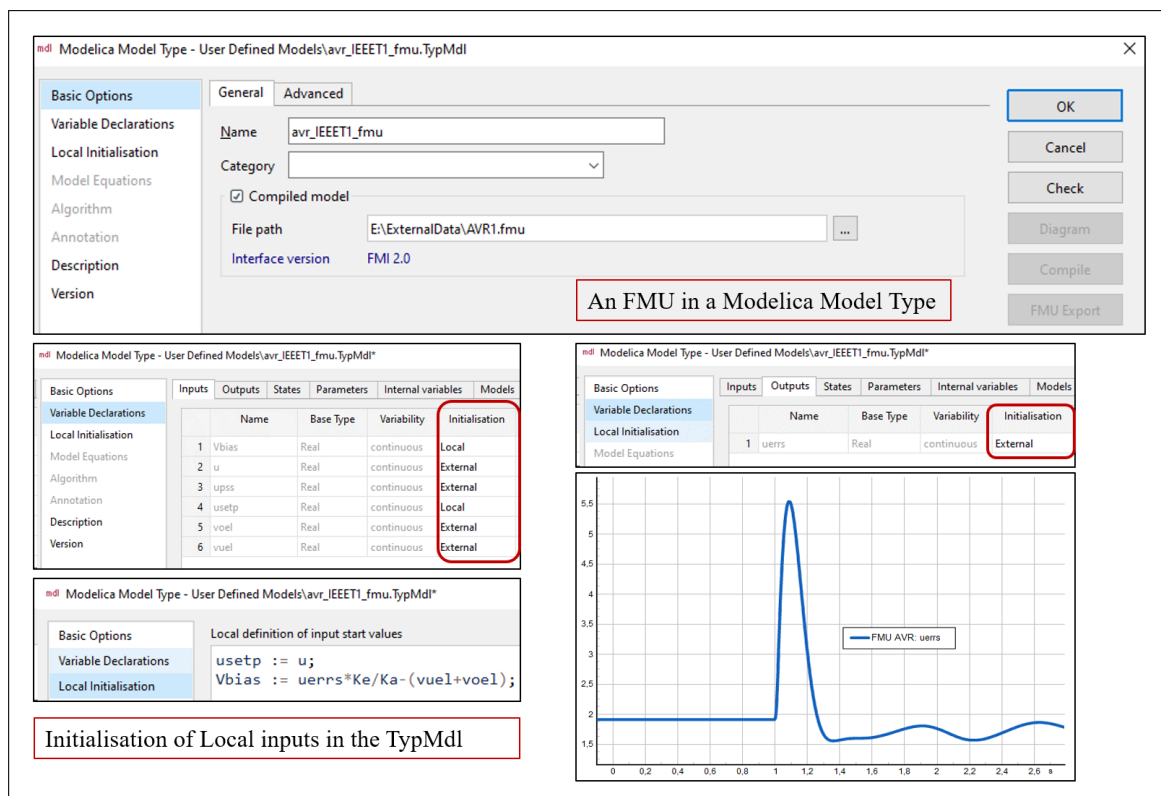 mdl Modelica Model Type - User Defined Models\avr_IEEET1_fmu.TypMdl
Basic Options
Variable Declarations
Local Initialisation
Model Equations
Algorithm
Annotation
Description
Version
General Advanced
Name avr_IEEET1_fmu
Category
Compiled model
File path E:\ExternalData\AVR1.fmu ...
Interface version FMI 2.0
OK
Cancel
Check
Diagram
Compile
FMU Export
An FMU in a Modelica Model Type
mdl Modelica Model Type - User Defined Models\avr_IEEET1_fmu.TypMdl*
Basic Options
Variable Declarations
Local Initialisation
Model Equations
Algorithm
Annotation
Description
Version
Inputs Outputs States Parameters Internal variables Models
Name Base Type Variability Initialisation
1 Vbias Real continuous Local
2 u Real continuous External
3 upss Real continuous External
4 usetp Real continuous Local
5 voel Real continuous External
6 vuel Real continuous External
mdl Modelica Model Type - User Defined Models\avr_IEEET1_fmu.TypMdl*
Basic Options
Variable Declarations
Local Initialisation
Model Equations
Inputs Outputs States Parameters Internal variables Models
Name Base Type Variability Initialisation
1 uerrs Real continuous External
mdl Modelica Model Type - User Defined Models\avr_IEEET1_fmu.TypMdl*
Basic Options
Variable Declarations
Local Initialisation
Local definition of input start values
usetp := u;
Vbias := uerrs*Ke/Ka-(vuel+voel);
Initialisation of Local inputs in the TypMdl
5,5
5
4,5
4
3,5
3
2,5
2
1,5
FMU AVR: uerrs
0 0,2 0,4 0,6 0,8 1 1,2 1,4 1,6 1,8 2 2,2 2,4 2,6 s